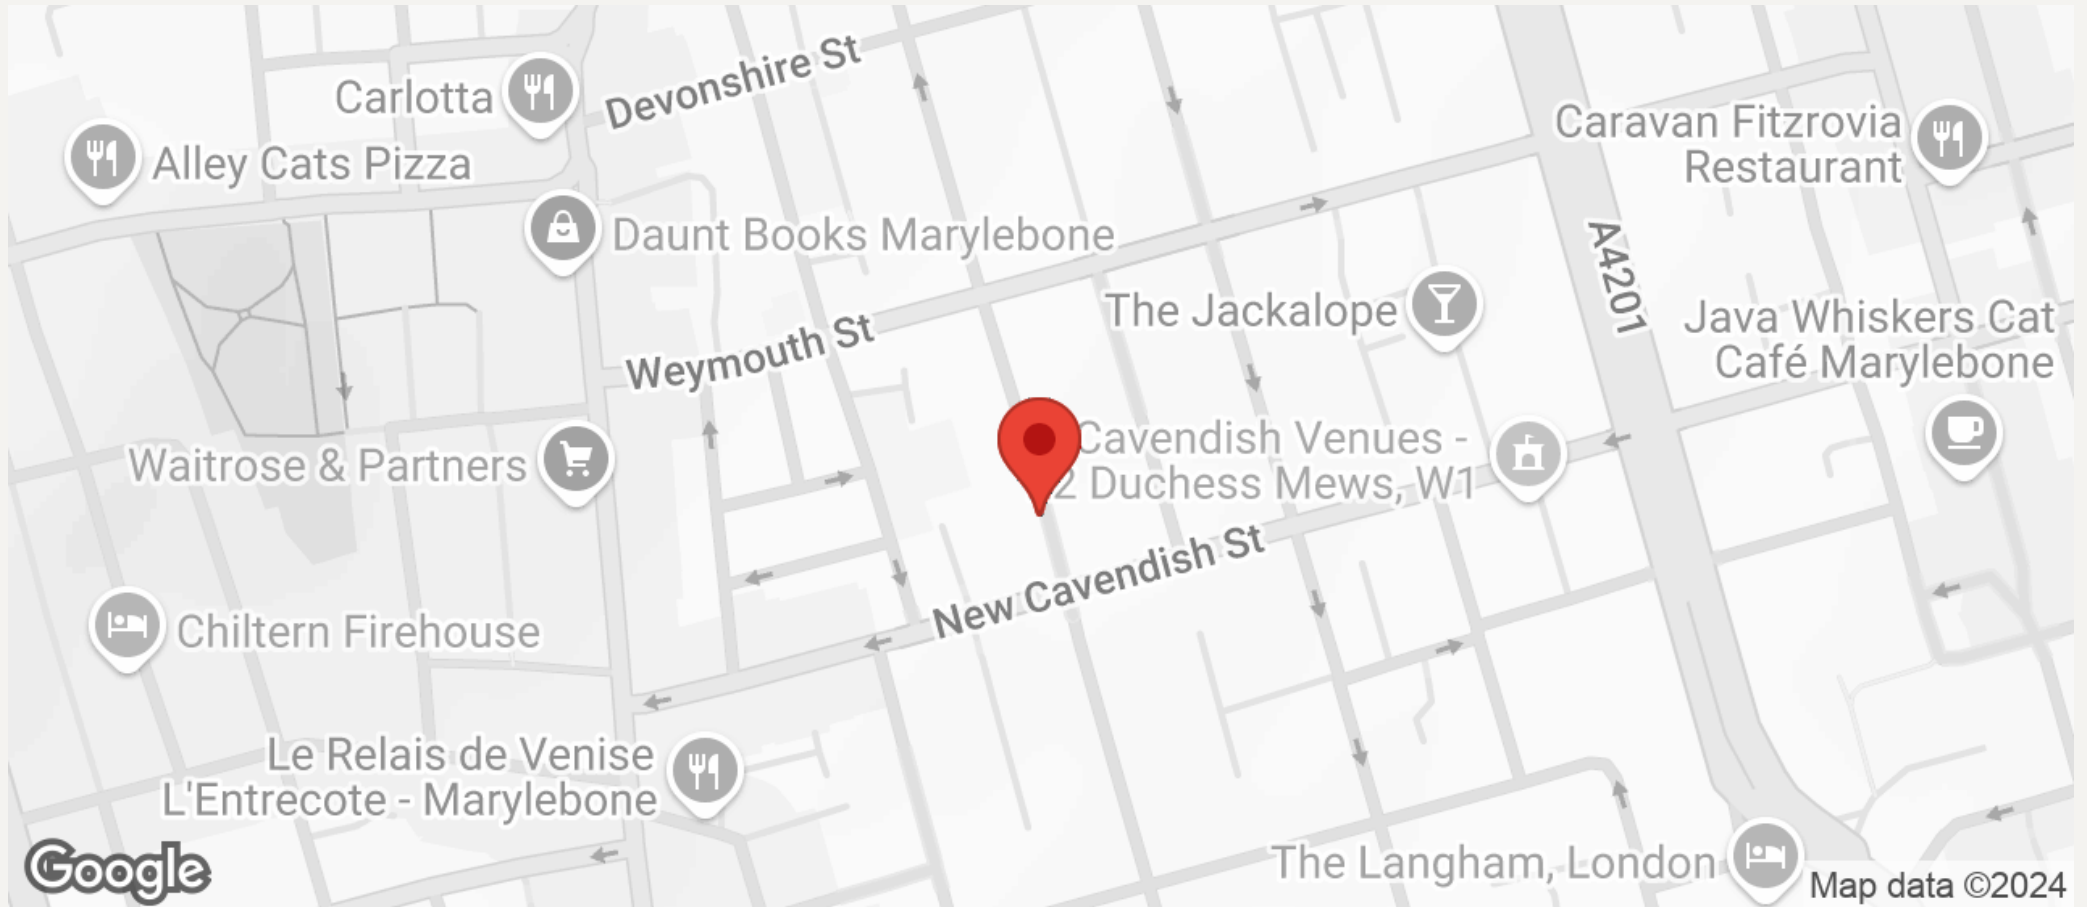 Devonshire St
Carlotta
Alley Cats Pizza
Caravan Fitzrovia
Restaurant
Daunt Books Marylebone
A4201
The Jackalope
Java Whiskers Cat
Café Marylebone
Weymouth St
Waitrose & Partners
Cavendish Venues -
2 Duchess Mews, W1
New Cavendish St
Chiltern Firehouse
Le Relais de Venise
L'Entrecote - Marylebone
The Langham, London
Google
Map data ©2024